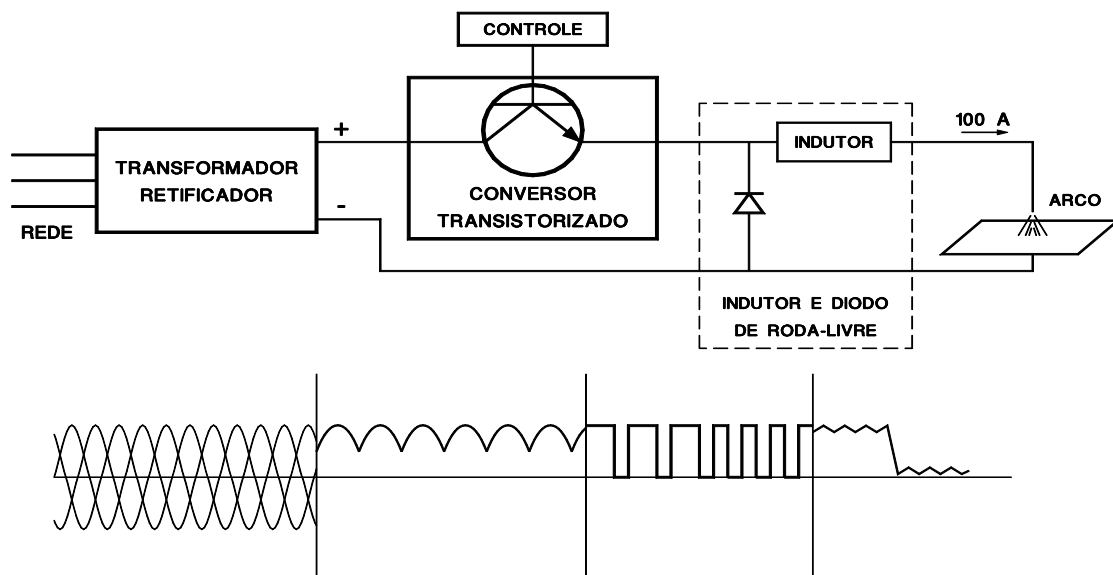 CONTROLE
TRANSFORMADOR
RETIFICADOR
REDE
+
-
CONVERSOR
TRANSISTORIZADO
INDUTOR
100 A
ARCO
INDUTOR E DIODO
DE RODA-LIVRE